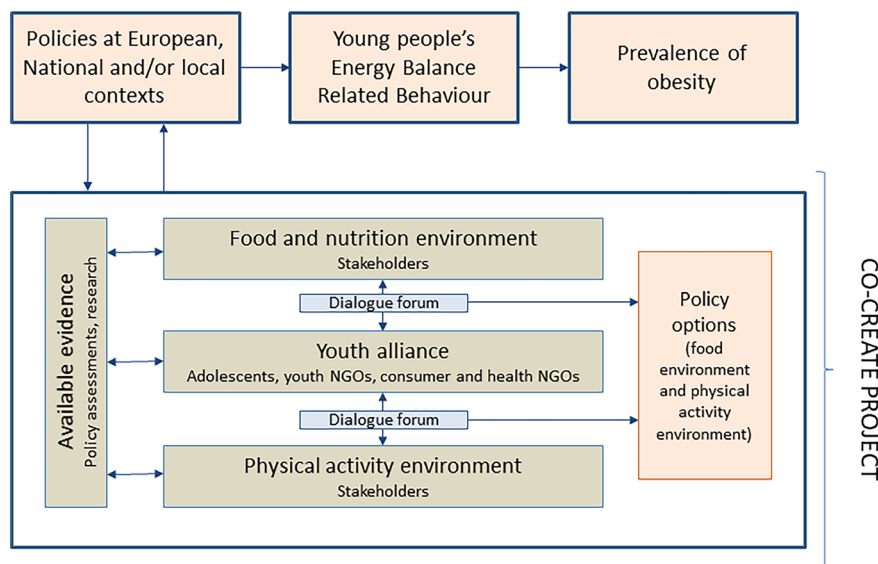 Policies at European,
National and/or local
contexts
Young people's
Energy Balance
Related Behaviour
Prevalence of
obesity
Available evidence
Policy assessments, research
Food and nutrition environment
Stakeholders
Dialogue forum
Youth alliance
Adolescents, youth NGOs, consumer and health NGOs
Dialogue forum
Physical activity environment
Stakeholders
Policy
options
(food
environment
and physical
activity
environment)
CO-CREATE PROJECT